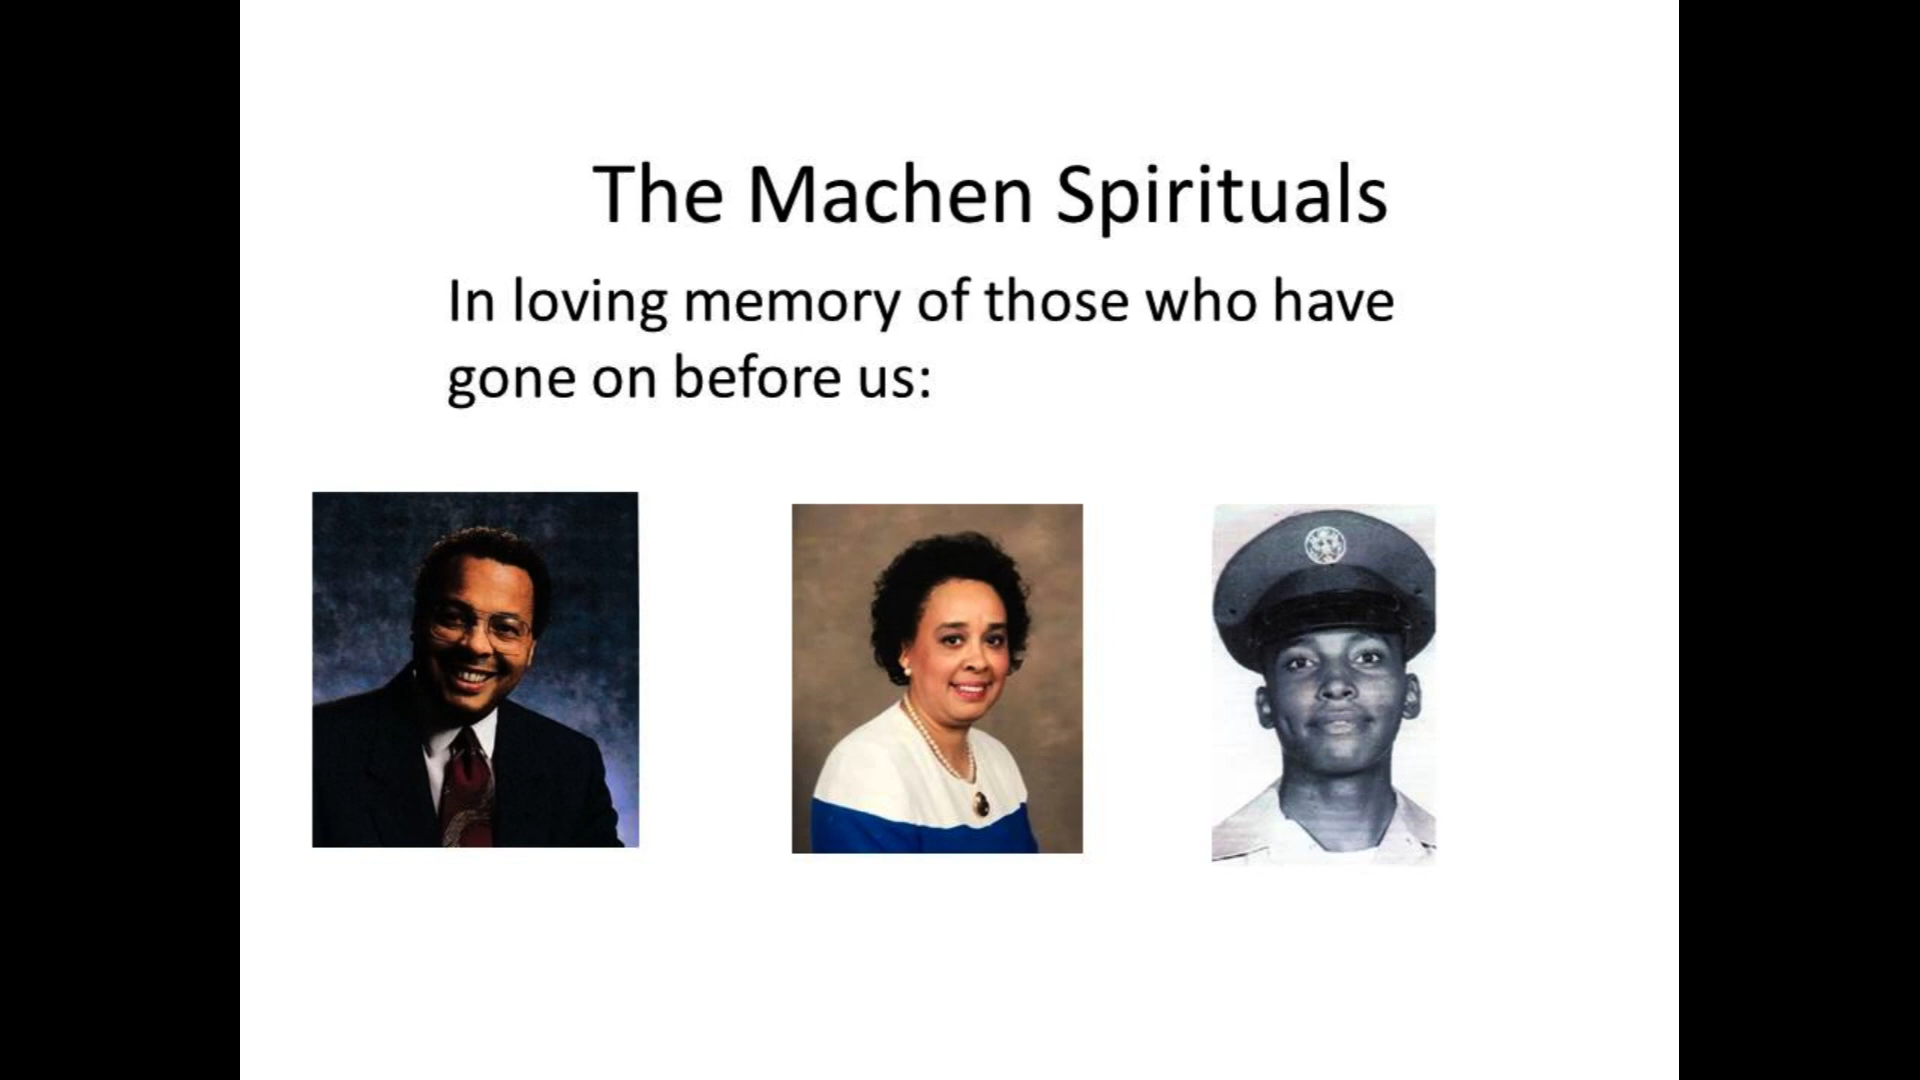 The Machen Spirituals
In loving memory of those who have
gone on before us: